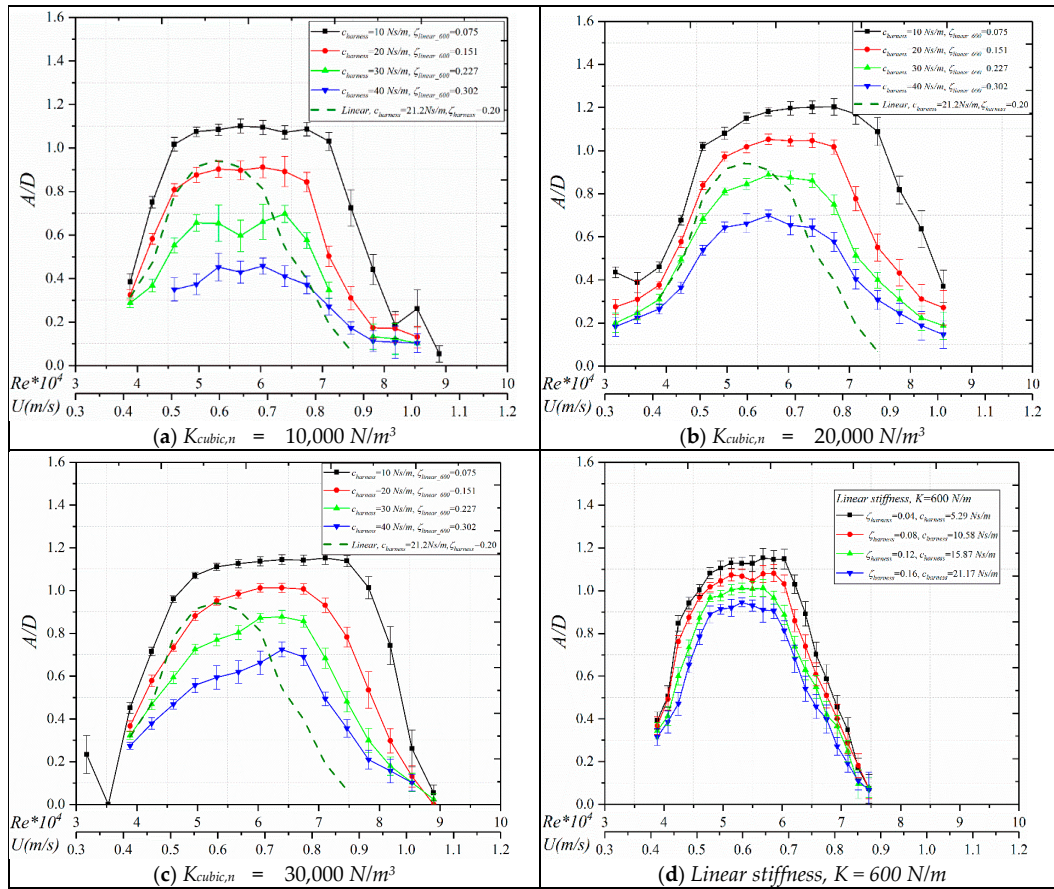 1.6
1.4
1.2
1.0
0.8
0.6
0.4
0.2
0.0
A/D
c_harness=10 Ns/m, ζ_linear_600=0.075
c_harness=20 Ns/m, ζ_linear_600=0.151
c_harness=30 Ns/m, ζ_linear_600=0.227
c_harness=40 Ns/m, ζ_linear_600=0.302
Linear, c_harness=21.2Ns/m, ζ_harness=0.20
Re*10⁴ 3 4 5 6 7 8 9 10
U(m/s) 0.3 0.4 0.5 0.6 0.7 0.8 0.9 1.0 1.1 1.2
(a) K_cubic,n = 10,000 N/m³
1.6
1.4
1.2
1.0
0.8
0.6
0.4
0.2
0.0
A/D
c_harness=10 Ns/m, ζ_linear_600=0.075
c_harness 20 Ns/m, ζ_linear_600 0.151
c_harness 30 Ns/m, ζ_linear_600 0.227
c_harness=40 Ns/m, ζ_linear_600=0.302
Linear, c_harness=21.2Ns/m, ζ_harness=0.20
Re*10⁴ 3 4 5 6 7 8 9 10
U(m/s) 0.3 0.4 0.5 0.6 0.7 0.8 0.9 1.0 1.1 1.2
(b) K_cubic,n = 20,000 N/m³
1.6
1.4
1.2
1.0
0.8
0.6
0.4
0.2
0.0
A/D
c_harness=10 Ns/m, ζ_linear_600=0.075
c_harness=20 Ns/m, ζ_linear_600=0.151
c_harness=30 Ns/m, ζ_linear_600=0.227
c_harness=40 Ns/m, ζ_linear_600=0.302
Linear, c_harness=21.2Ns/m, ζ_harness=0.20
Re*10⁴ 3 4 5 6 7 8 9 10
U(m/s) 0.3 0.4 0.5 0.6 0.7 0.8 0.9 1.0 1.1 1.2
(c) K_cubic,n = 30,000 N/m³
1.6
1.4
1.2
1.0
0.8
0.6
0.4
0.2
0.0
A/D
Linear stiffness, K=600 N/m
ζ_harness=0.04, c_harness=5.29 Ns/m
ζ_harness=0.08, c_harness=10.58 Ns/m
ζ_harness=0.12, c_harness=15.87 Ns/m
ζ_harness=0.16, c_harness=21.17 Ns/m
Re*10⁴ 3 4 5 6 7 8 9 10
U(m/s) 0.3 0.4 0.5 0.6 0.7 0.8 0.9 1.0 1.1 1.2
(d) Linear stiffness, K = 600 N/m